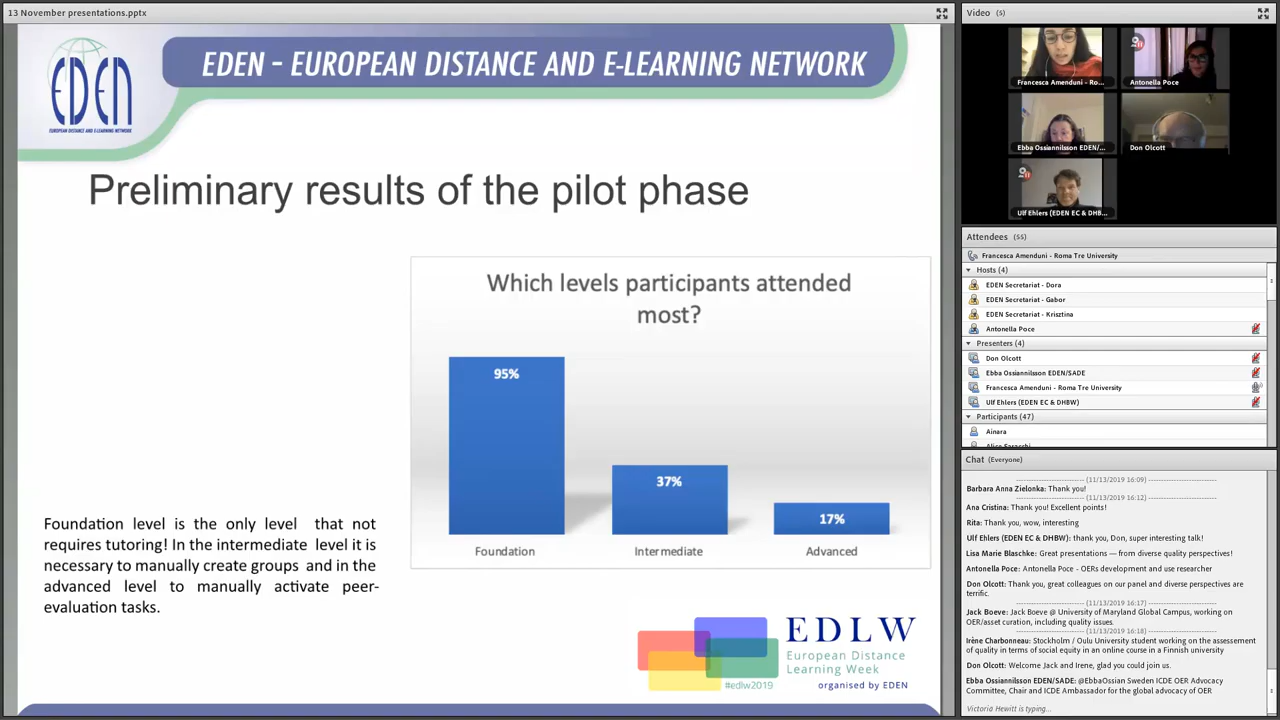 13 November presentations.pptx
EDEN
EUROPEAN DISTANCE AND E-LEARNING NETWORK
EDEN – EUROPEAN DISTANCE AND E-LEARNING NETWORK
Preliminary results of the pilot phase
Which levels participants attended
most?
95%
37%
17%
Foundation
Intermediate
Advanced
Foundation level is the only level that not
requires tutoring! In the intermediate level it is
necessary to manually create groups and in the
advanced level to manually activate peer-
evaluation tasks.
EDLW
European Distance
Learning Week
#edlw2019
organised by EDEN
Video (5)
Francesca Amenduni - Ro...
Antonella Poce
Ebba Ossiannilsson EDEN/...
Don Olcott
Ulf Ehlers (EDEN EC & DHB...
Attendees (55)
Francesca Amenduni - Roma Tre University
Hosts (4)
EDEN Secretariat - Dora
EDEN Secretariat - Gabor
EDEN Secretariat - Krisztina
Antonella Poce
Presenters (4)
Don Olcott
Ebba Ossiannilsson EDEN/SADE
Francesca Amenduni - Roma Tre University
Ulf Ehlers (EDEN EC & DHBW)
Participants (47)
Ainara
Chat (Everyone)
(11/13/2019 16:09)
Barbara Anna Zielonka: Thank you!
(11/13/2019 16:12)
Ana Cristina: Thank you! Excellent points!
Rita: Thank you, wow, interesting
Ulf Ehlers (EDEN EC & DHBW): thank you, Don, super interesting talk!
Lisa Marie Blaschke: Great presentations — from diverse quality perspectives!
Antonella Poce: Antonella Poce - OERs development and use researcher
Don Olcott: Thank you, great colleagues on our panel and diverse perspectives are
terrific.
(11/13/2019 16:17)
Jack Boeve: Jack Boeve @ University of Maryland Global Campus, working on
OER/asset curation, including quality issues.
(11/13/2019 16:18)
Irène Charbonneau: Stockholm / Oulu University student working on the assessment
of quality in terms of social equity in an online course in a Finnish university
Don Olcott: Welcome Jack and Irene, glad you could join us.
Ebba Ossiannilsson EDEN/SADE: @EbbaOssian Sweden ICDE OER Advocacy
Committee, Chair and ICDE Ambassador for the global advocacy of OER
Victoria Hewitt is typing...